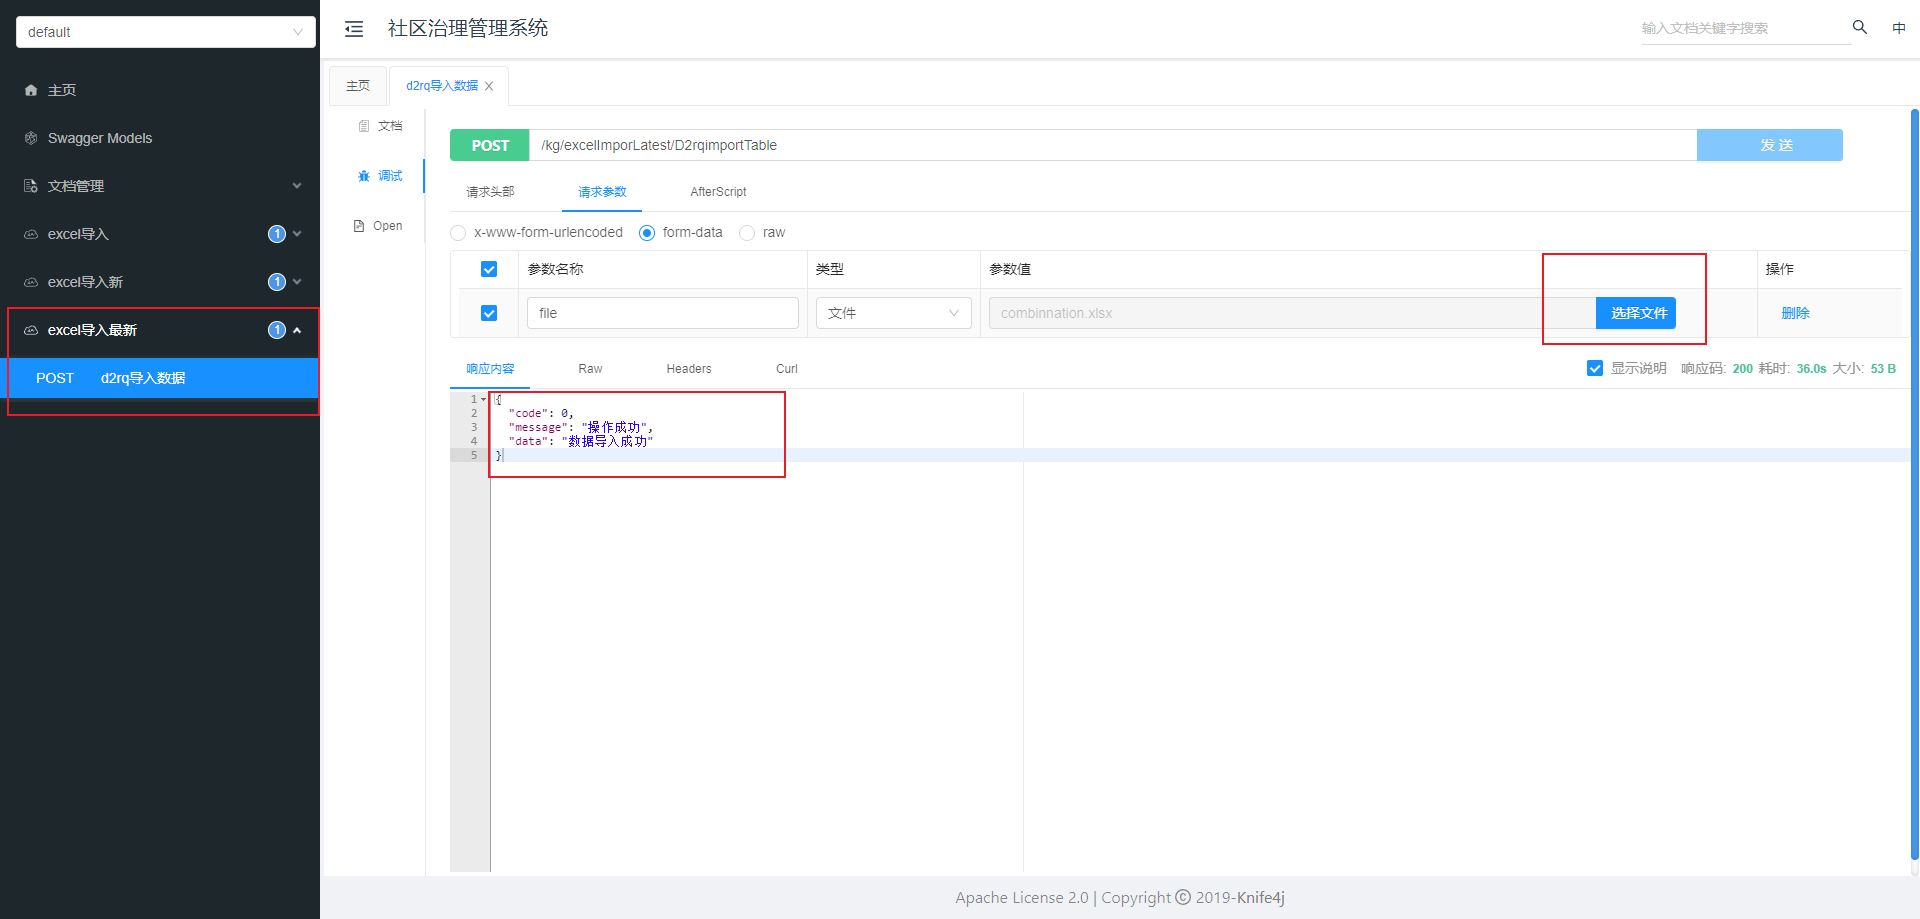 default
主页
Swagger Models
文档管理
excel导入 1
excel导入新 1
excel导入最新 1
POST d2rq导入数据
社区治理管理系统
输入文档关键字搜索 中
主页 d2rq导入数据
文档
调试
Open
POST /kg/excelImporLatest/D2rqimportTable 发 送
请求头部 请求参数 AfterScript
x-www-form-urlencoded form-data raw
参数名称 类型 参数值 操作
file 文件 combinnation.xlsx 选择文件 删除
响应内容 Raw Headers Curl 显示说明 响应码: 200 耗时: 36.0s 大小: 53 B
1 {
2 "code": 0,
3 "message": "操作成功",
4 "data": "数据导入成功"
5 }
Apache License 2.0 | Copyright © 2019-Knife4j